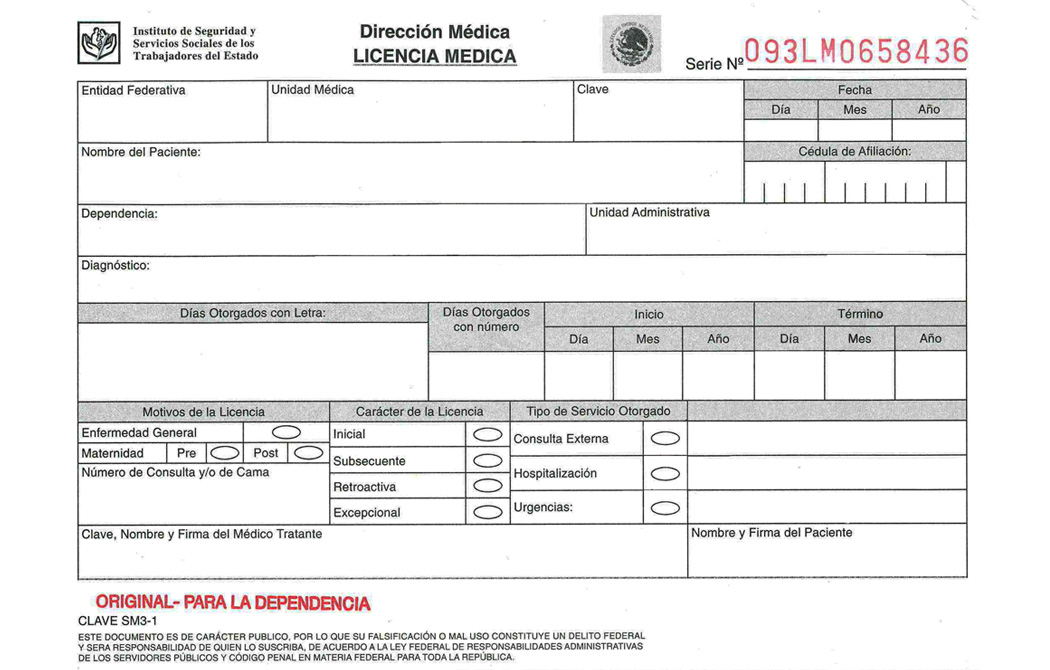 Instituto de Seguridad y
Servicios Sociales de los
Trabajadores del Estado
Dirección Médica
LICENCIA MEDICA
Serie Nº 093LM0658436
Entidad Federativa
Unidad Médica
Clave
Fecha
Día Mes Año
Nombre del Paciente:
Cédula de Afiliación:
Dependencia:
Unidad Administrativa
Diagnóstico:
Días Otorgados con Letra:
Días Otorgados
con número
Inicio
Término
Día Mes Año Día Mes Año
Motivos de la Licencia
Carácter de la Licencia
Tipo de Servicio Otorgado
Enfermedad General
Maternidad Pre Post
Número de Consulta y/o de Cama
Inicial
Subsecuente
Retroactiva
Excepcional
Consulta Externa
Hospitalización
Urgencias:
Clave, Nombre y Firma del Médico Tratante
Nombre y Firma del Paciente
ORIGINAL- PARA LA DEPENDENCIA
CLAVE SM3-1
ESTE DOCUMENTO ES DE CARÁCTER PUBLICO, POR LO QUE SU FALSIFICACIÓN O MAL USO CONSTITUYE UN DELITO FEDERAL
Y SERA RESPONSABILIDAD DE QUIEN LO SUSCRIBA, DE ACUERDO A LA LEY FEDERAL DE RESPONSABILIDADES ADMINISTRATIVAS
DE LOS SERVIDORES PÚBLICOS Y CÓDIGO PENAL EN MATERIA FEDERAL PARA TODA LA REPÚBLICA.